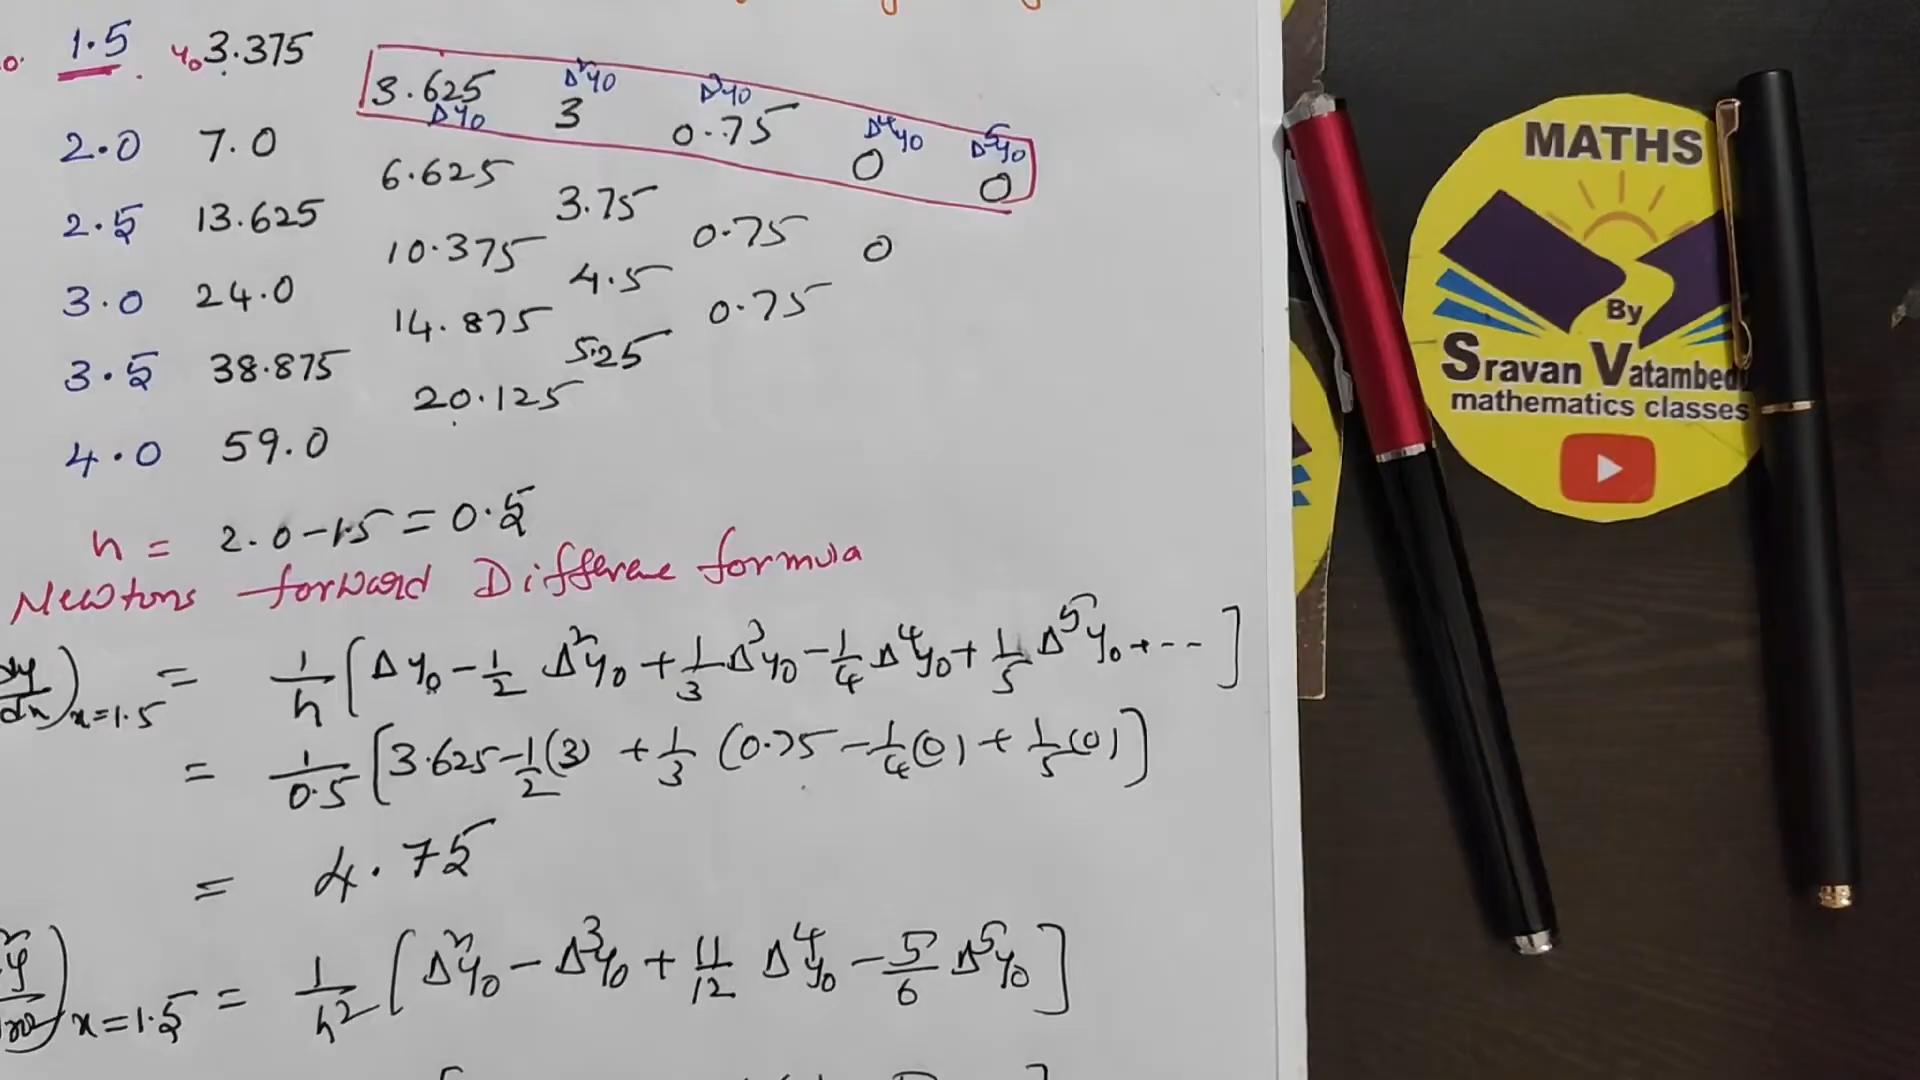 1.5 y₀ 3.375
3.625 Δy₀ Δ²y₀ 3 Δ³y₀ 0.75 Δ⁴y₀ 0 Δ⁵y₀ 0
2.0 7.0
6.625 3.75 0.75 0
2.5 13.625
10.375 4.5 0.75
3.0 24.0
14.875 5.25
3.5 38.875
20.125
4.0 59.0
h = 2.0-1.5 = 0.5
Newtons forward Difference formula
(dy/dx)ₓ₌₁.₅ = 1/h [Δy₀ - 1/2 Δ²y₀ + 1/3 Δ³y₀ - 1/4 Δ⁴y₀ + 1/5 Δ⁵y₀ + --- ]
= 1/0.5 [3.625 - 1/2 (3) + 1/3 (0.75 - 1/4 (0) + 1/5 (0)]
= 4.75
x=1.5 = 1/h² [Δ²y₀ - Δ³y₀ + 11/12 Δ⁴y₀ - 5/6 Δ⁵y₀]
MATHS
By
Sravan Vatambed
mathematics classes